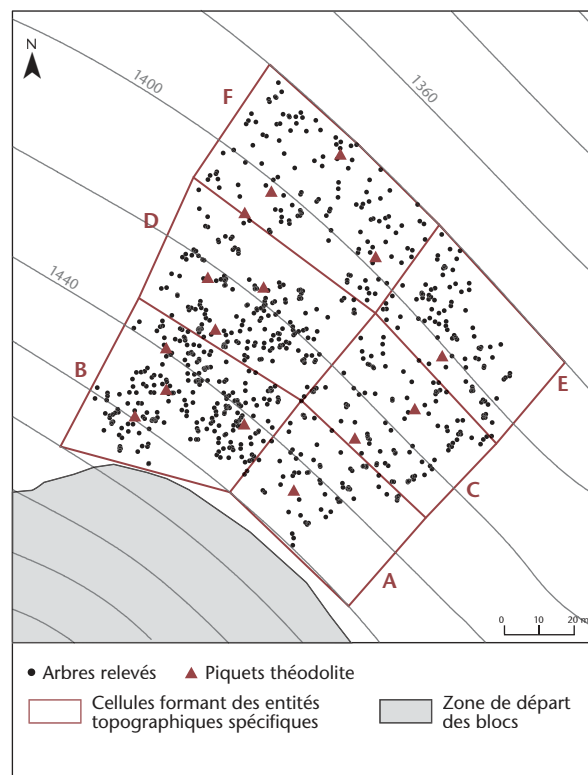 N
1400
1360
F
D
1440
B
E
C
A
0 10 20 m
Arbres relevés
Piquets théodolite
Cellules formant des entités
topographiques spécifiques
Zone de départ
des blocs